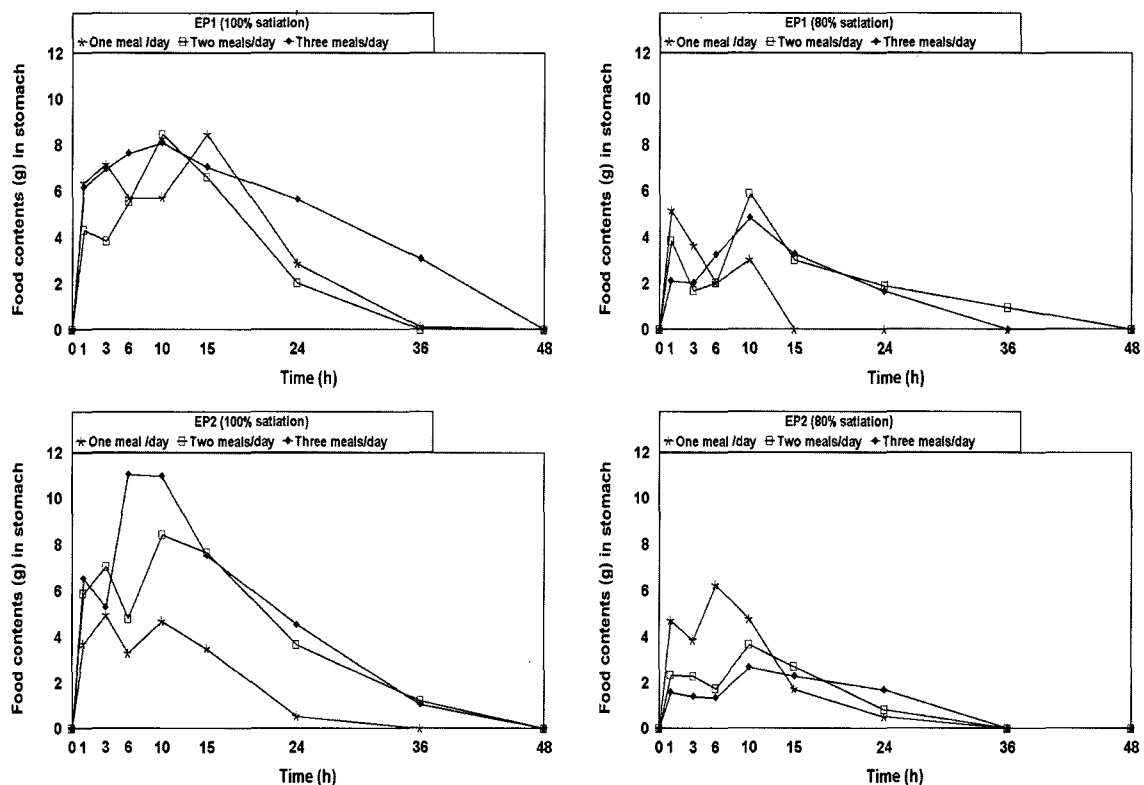 EP1 (100% satiation)
One meal /day Two meals/day Three meals/day
12
10
8
6
4
2
0
Food contents (g) in stomach
0 1 3 6 10 15 24 36 48
Time (h)
EP1 (80% satiation)
One meal /day Two meals/day Three meals/day
12
10
8
6
4
2
0
Food contents (g) in stomach
0 1 3 6 10 15 24 36 48
Time (h)
EP2 (100% satiation)
One meal /day Two meals/day Three meals/day
12
10
8
6
4
2
0
Food contents (g) in stomach
0 1 3 6 10 15 24 36 48
Time (h)
EP2 (80% satiation)
One meal /day Two meals/day Three meals/day
12
10
8
6
4
2
0
Food contents (g) in stomach
0 1 3 6 10 15 24 36 48
Time (h)